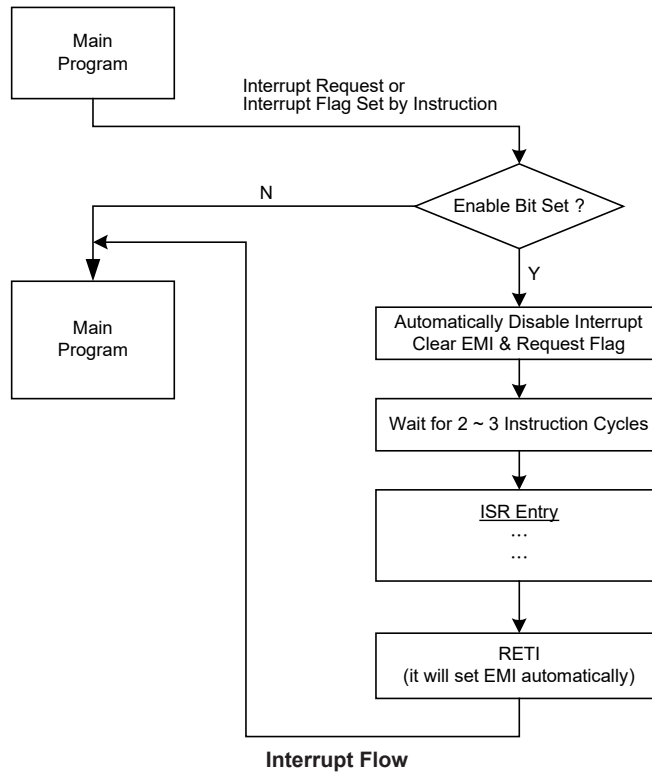 Main
Program
Interrupt Request or
Interrupt Flag Set by Instruction
N
Enable Bit Set ?
Y
Main
Program
Automatically Disable Interrupt
Clear EMI & Request Flag
Wait for 2 ~ 3 Instruction Cycles
ISR Entry
...
...
RETI
(it will set EMI automatically)
Interrupt Flow